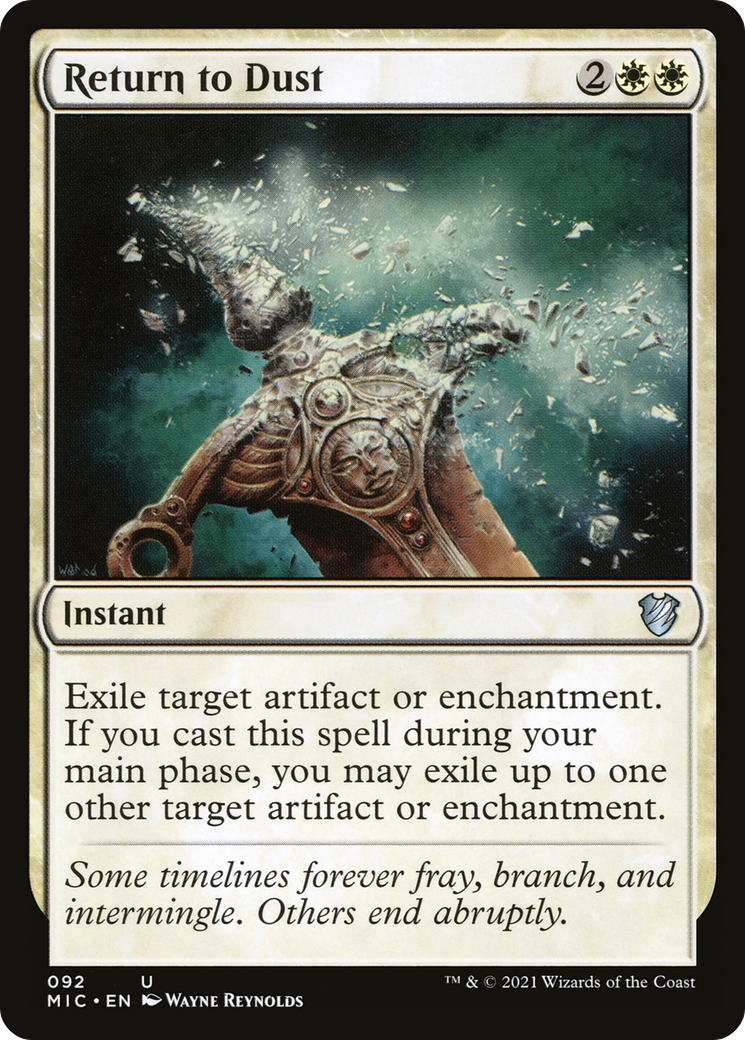 Return to Dust 2
Instant
Exile target artifact or enchantment.
If you cast this spell during your
main phase, you may exile up to one
other target artifact or enchantment.
Some timelines forever fray, branch, and
intermingle. Others end abruptly.
092 U
MIC • EN Wayne Reynolds
™ & © 2021 Wizards of the Coast